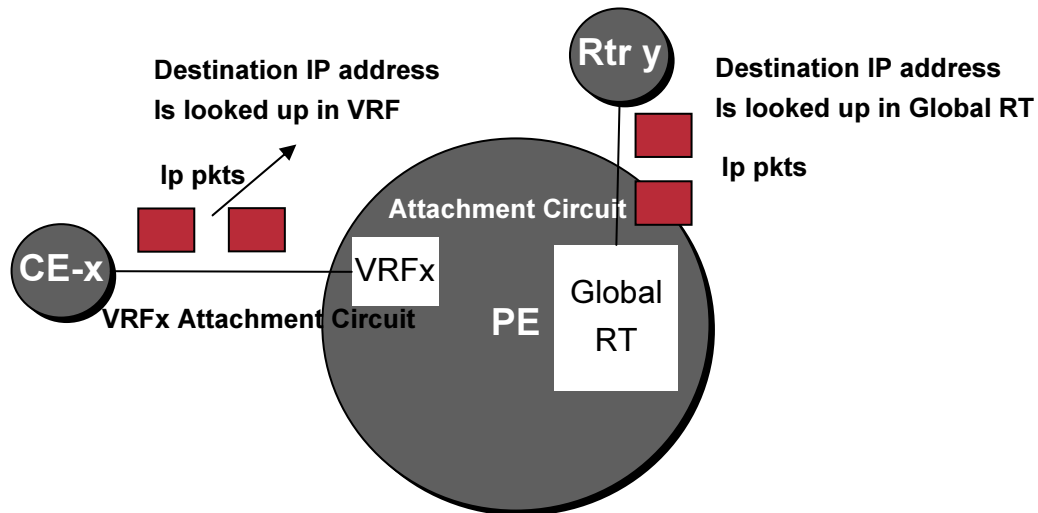 Rtr y
Destination IP address
Is looked up in VRF
Destination IP address
Is looked up in Global RT
Ip pkts
Ip pkts
Attachment Circuit
CE-x
VRFx
VRFx Attachment Circuit
PE
Global
RT